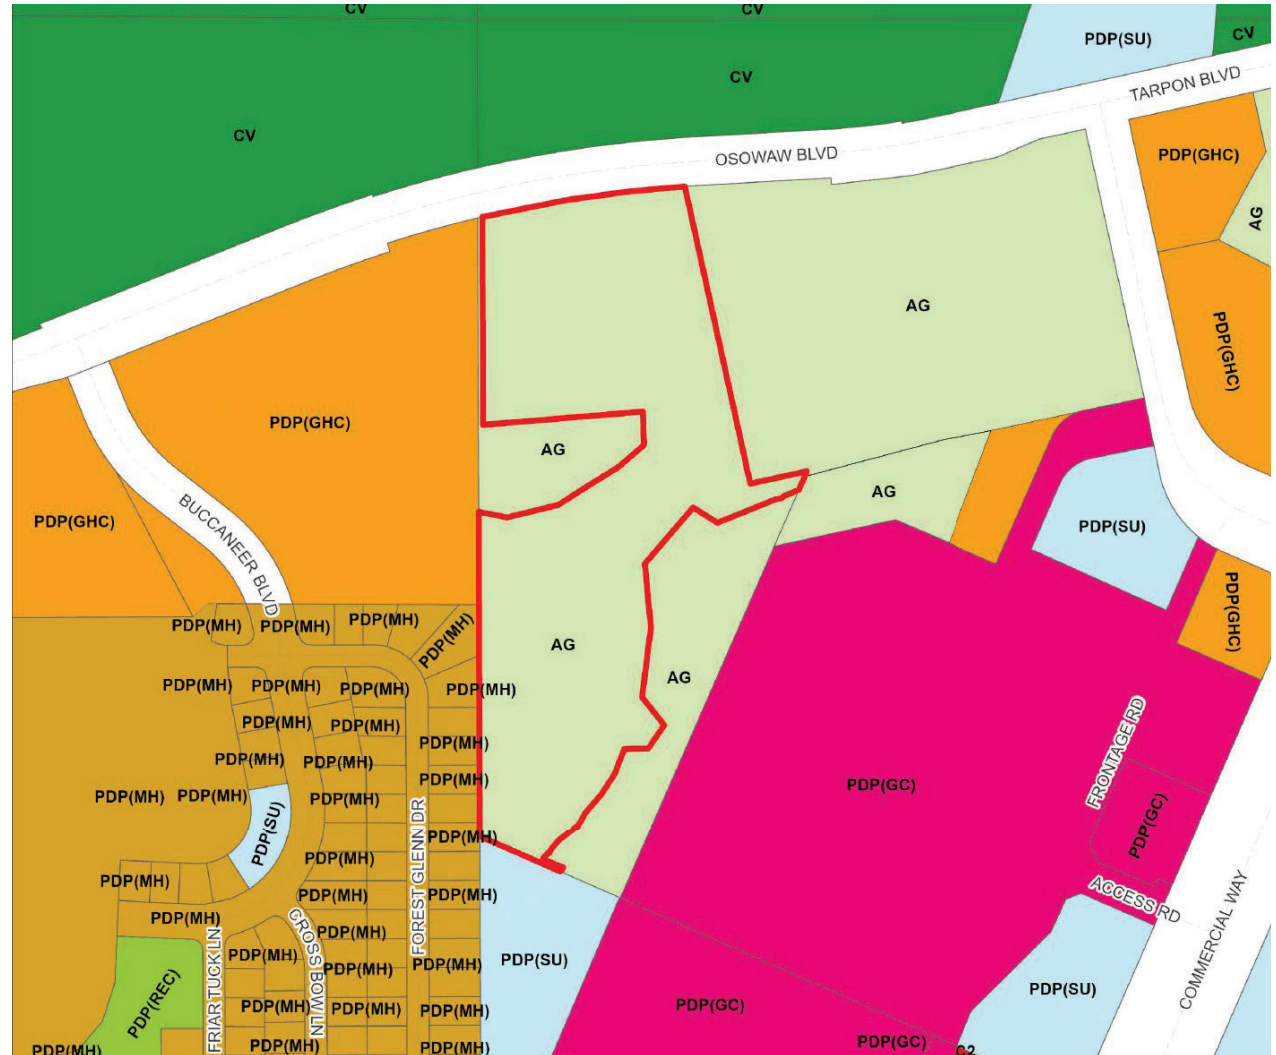 CV
CV
PDP(SU)
CV
CV
CV
TARPON BLVD
OSOWAW BLVD
PDP(GHC)
AG
AG
PDP(GHC)
PDP(GHC)
AG
AG
PDP(GHC)
PDP(SU)
BUCCANEER BLVD
PDP(GHC)
PDP(MH)
PDP(MH)
PDP(MH)
PDP(MH)
AG
AG
PDP(MH)
PDP(MH)
PDP(MH)
PDP(MH)
PDP(MH)
PDP(MH)
PDP(MH)
PDP(MH)
PDP(MH)
PDP(MH)
FRONTAGE RD
PDP(GC)
PDP(MH)
PDP(MH)
PDP(MH)
PDP(SU)
FOREST GLENN DR
PDP(MH)
PDP(GC)
PDP(MH)
PDP(MH)
PDP(MH)
PDP(MH)
ACCESS RD
PDP(MH)
CROSS BOW LN
PDP(MH)
FRIAR TUCK LN
PDP(MH)
PDP(MH)
PDP(MH)
PDP(SU)
COMMERCIAL WAY
PDP(REC)
PDP(SU)
PDP(MH)
PDP(MH)
PDP(MH)
PDP(GC)
PDP(MH)
PDP(MH)
PDP(GC)
C2